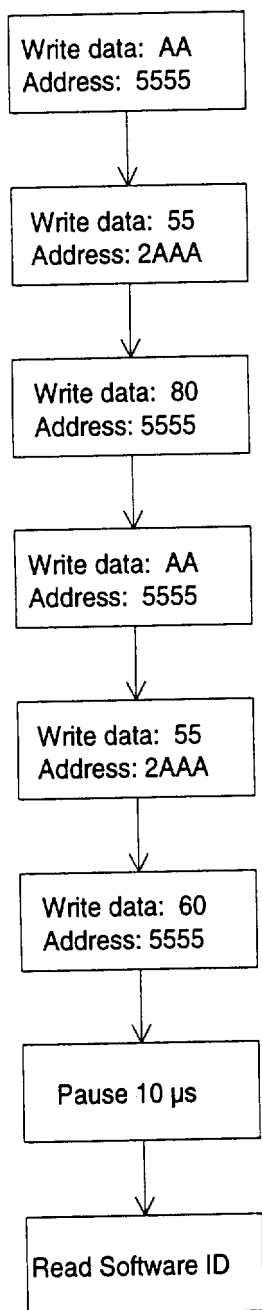 Write data: AA
Address: 5555
Write data: 55
Address: 2AAA
Write data: 80
Address: 5555
Write data: AA
Address: 5555
Write data: 55
Address: 2AAA
Write data: 60
Address: 5555
Pause 10 µs
Read Software ID